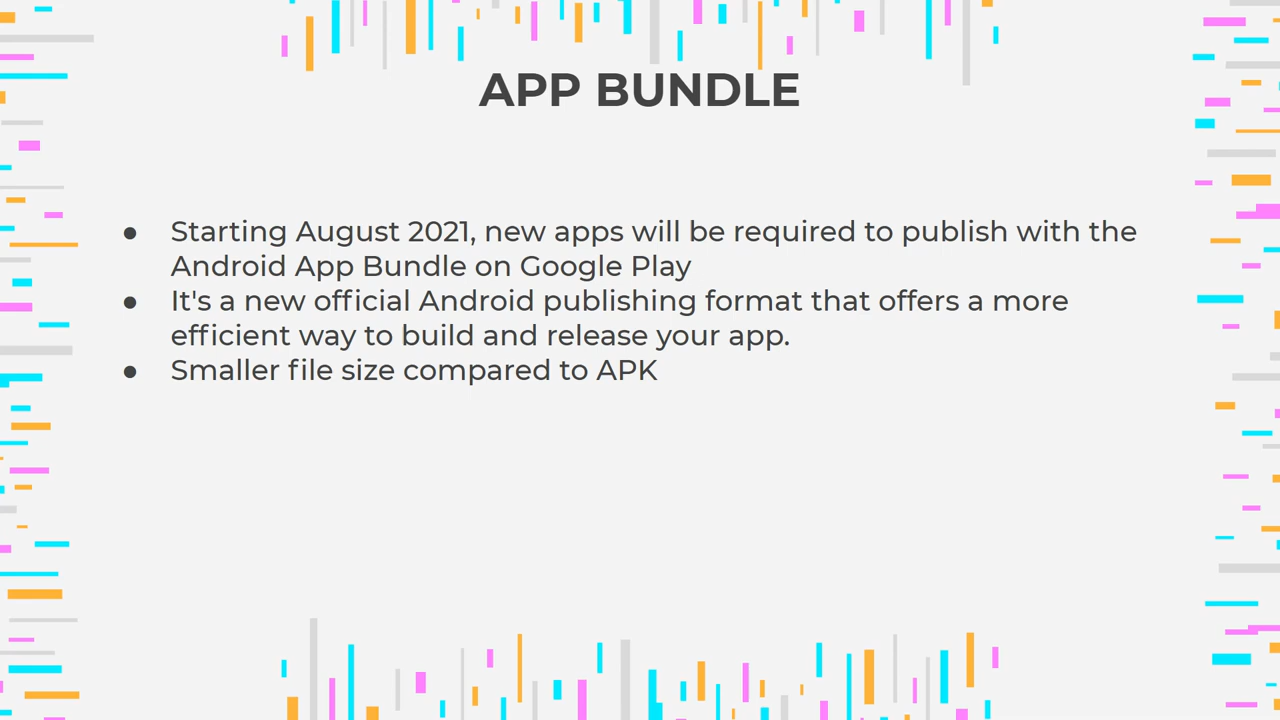 APP BUNDLE
● Starting August 2021, new apps will be required to publish with the
Android App Bundle on Google Play
● It's a new official Android publishing format that offers a more
efficient way to build and release your app.
● Smaller file size compared to APK